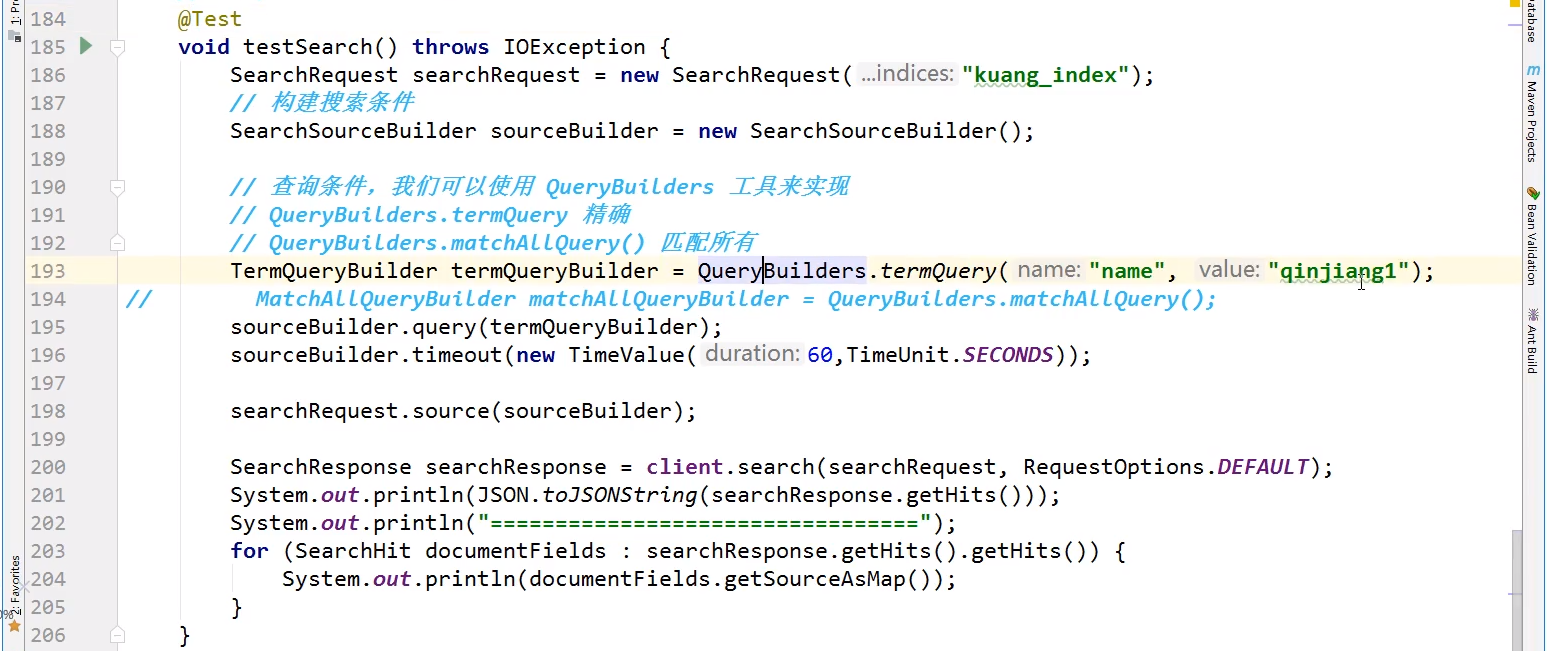 184 @Test
185 void testSearch() throws IOException {
186 SearchRequest searchRequest = new SearchRequest( ...indices: "kuang_index");
187 // 构建搜索条件
188 SearchSourceBuilder sourceBuilder = new SearchSourceBuilder();
189
190 // 查询条件，我们可以使用 QueryBuilders 工具来实现
191 // QueryBuilders.termQuery 精确
192 // QueryBuilders.matchAllQuery() 匹配所有
193 TermQueryBuilder termQueryBuilder = QueryBuilders.termQuery( name: "name", value: "qinjiang1");
194 // MatchAllQueryBuilder matchAllQueryBuilder = QueryBuilders.matchAllQuery();
195 sourceBuilder.query(termQueryBuilder);
196 sourceBuilder.timeout(new TimeValue( duration: 60,TimeUnit.SECONDS));
197
198 searchRequest.source(sourceBuilder);
199
200 SearchResponse searchResponse = client.search(searchRequest, RequestOptions.DEFAULT);
201 System.out.println(JSON.toJSONString(searchResponse.getHits()));
202 System.out.println("=================================");
203 for (SearchHit documentFields : searchResponse.getHits().getHits()) {
204 System.out.println(documentFields.getSourceAsMap());
205 }
206 }
2: Favorites
Maven Projects
Bean Validation
Ant Build